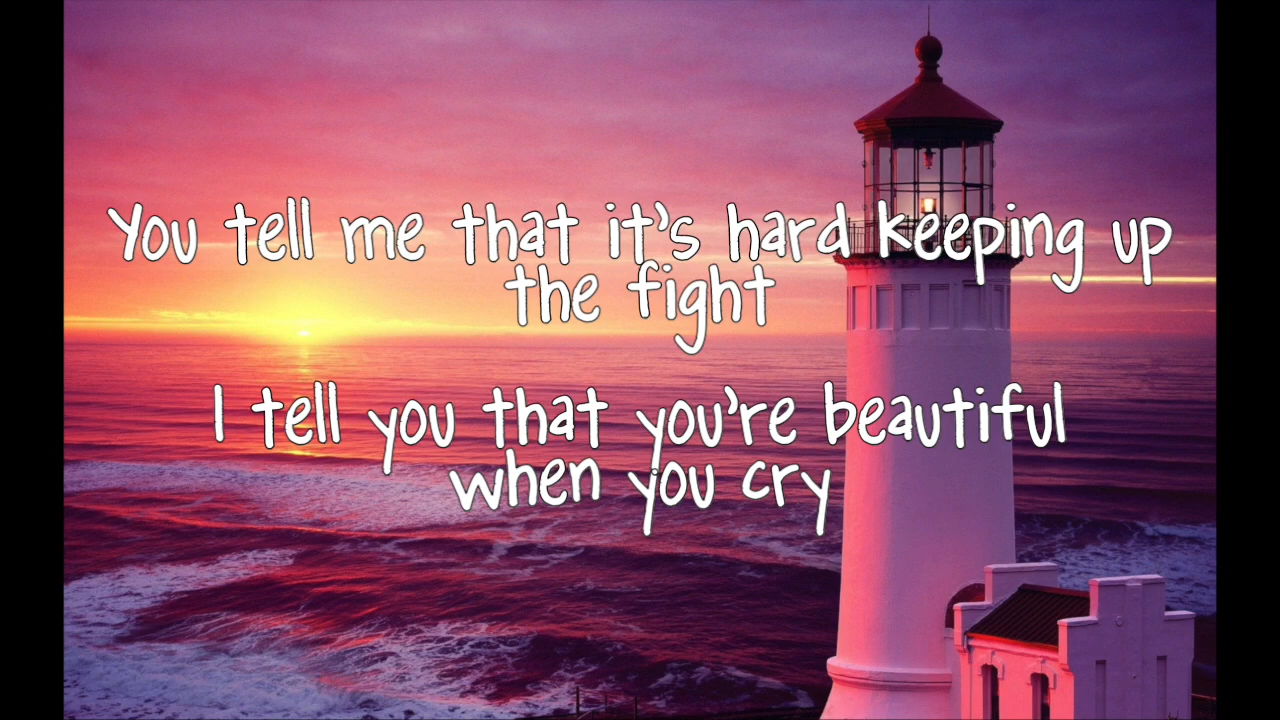 You tell me that it's hard keeping up
the fight
I tell you that you're beautiful
when you cry